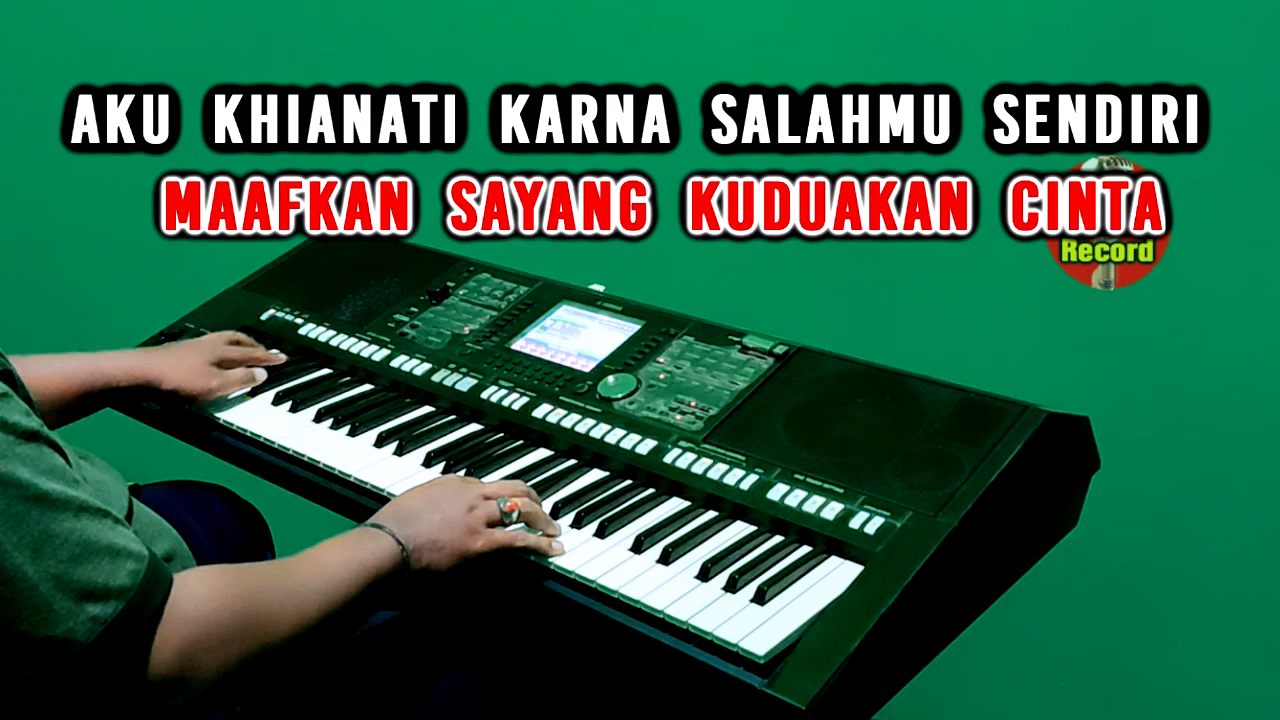 AKU KHIANATI KARNA SALAHMU SENDIRI
MAAFKAN SAYANG KUDUAKAN CINTA
Record